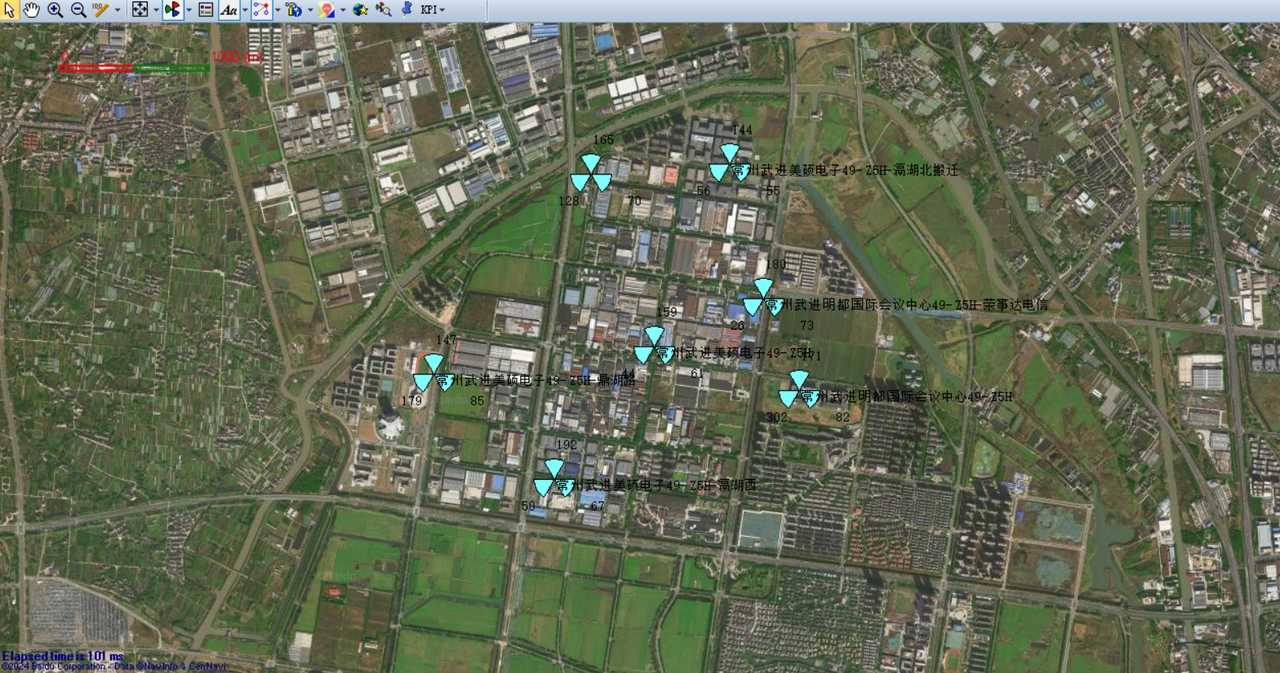 Aa
KPI
0 1000 (m)
165
144
常州武进美硕电子49-Z5H-滆湖北搬迁
128
70
56
55
180
常州武进明都国际会议中心49-Z5H-荣事达电信
26
73
159
常州武进美硕电子49-Z5H
61
147
常州武进美硕电子49-Z5H-鼎湖路
179
85
常州武进明都国际会议中心49-Z5H
302
82
192
常州武进美硕电子49-Z5H-滆湖西
67
Elapsed time is 101 ms
©2024 Baidu Corporation - Data ©NavInfo & CenNavi